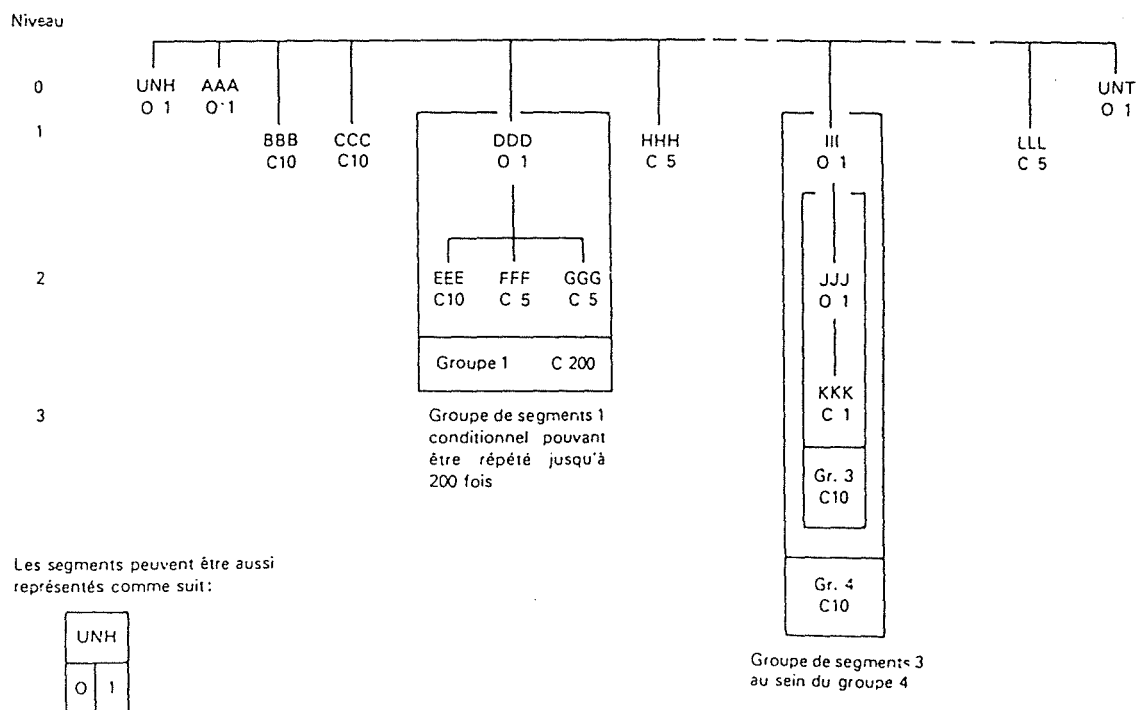 Niveau
0
UNH AAA UNT
O 1 O 1 O 1
1
BBB CCC DDD HHH III LLL
C10 C10 O 1 C 5 O 1 C 5
2
EEE FFF GGG JJJ
C10 C 5 C 5 O 1
Groupe 1 C 200
3
KKK
C 1
Groupe de segments 1
conditionnel pouvant
être répété jusqu'à
200 fois
Gr. 3
C10
Gr. 4
C10
Groupe de segments 3
au sein du groupe 4
Les segments peuvent être aussi
représentés comme suit:
UNH
O 1